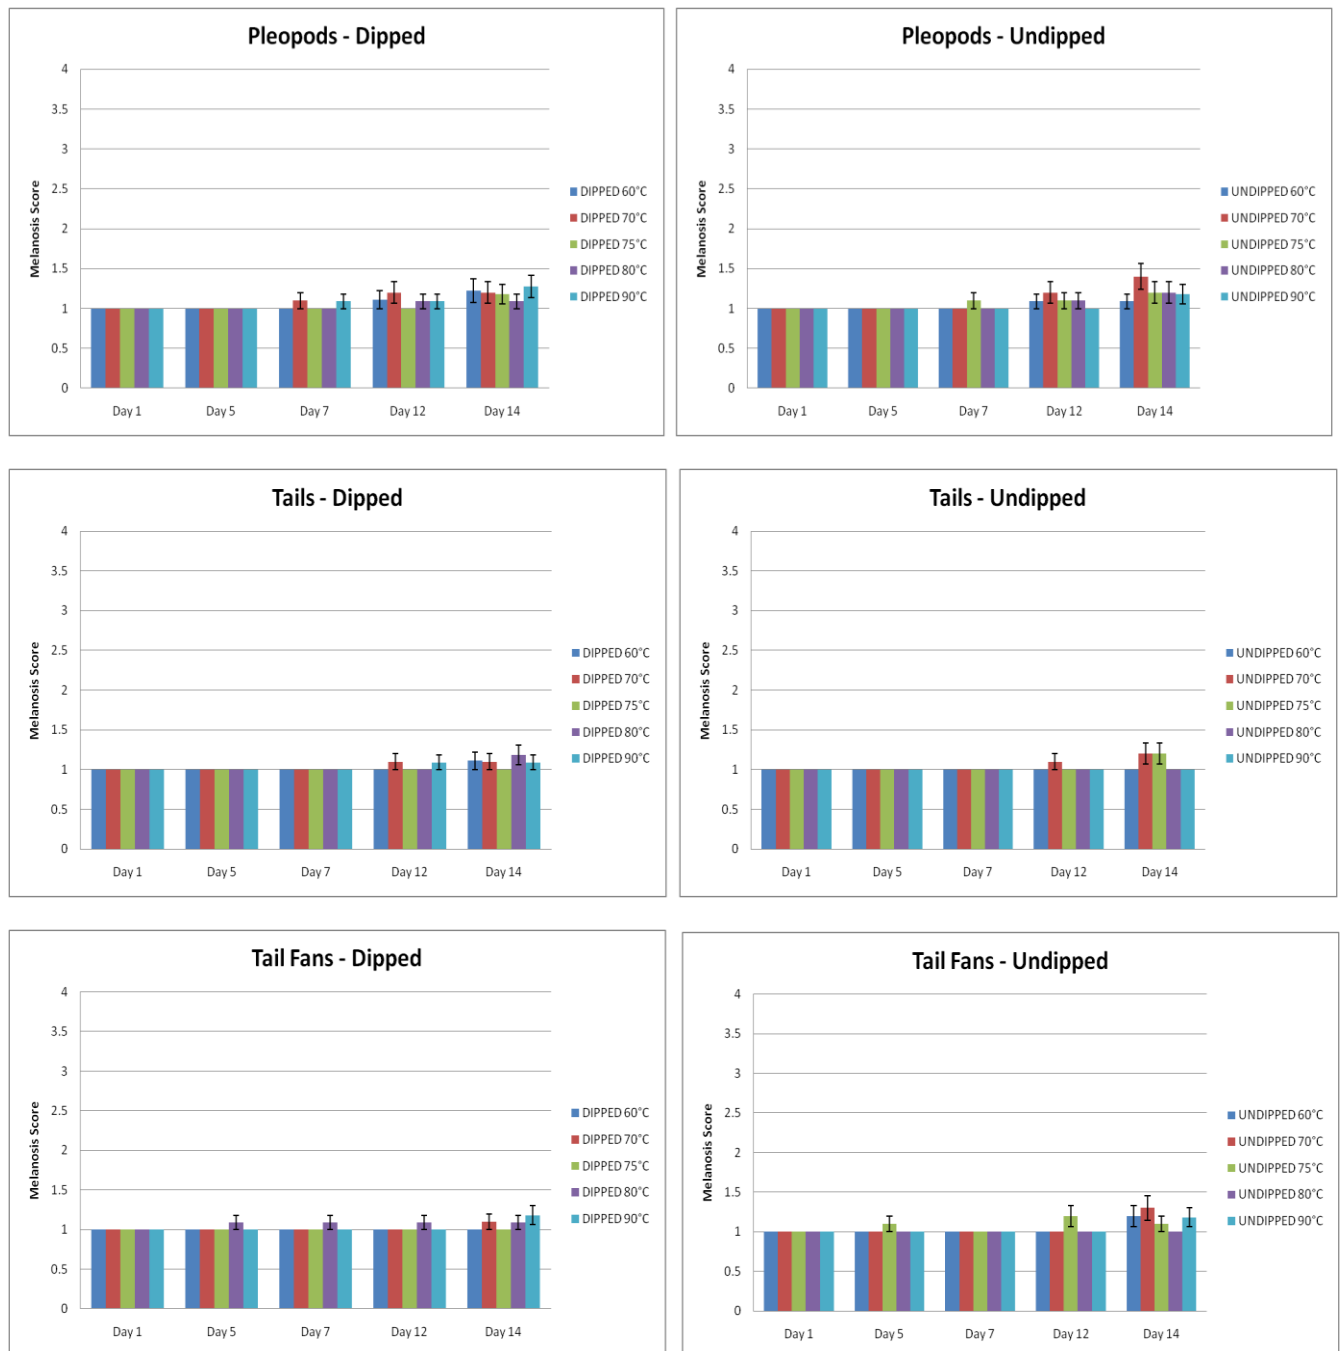 Pleopods - Dipped
4
3.5
3
2.5
2
1.5
1
0.5
0
Melanosis Score
Day 1 Day 5 Day 7 Day 12 Day 14
DIPPED 60°C
DIPPED 70°C
DIPPED 75°C
DIPPED 80°C
DIPPED 90°C
Pleopods - Undipped
4
3.5
3
2.5
2
1.5
1
0.5
0
Melanosis Score
Day 1 Day 5 Day 7 Day 12 Day 14
UNDIPPED 60°C
UNDIPPED 70°C
UNDIPPED 75°C
UNDIPPED 80°C
UNDIPPED 90°C
Tails - Dipped
4
3.5
3
2.5
2
1.5
1
0.5
0
Melanosis Score
Day 1 Day 5 Day 7 Day 12 Day 14
DIPPED 60°C
DIPPED 70°C
DIPPED 75°C
DIPPED 80°C
DIPPED 90°C
Tails - Undipped
4
3.5
3
2.5
2
1.5
1
0.5
0
Melanosis Score
Day 1 Day 5 Day 7 Day 12 Day 14
UNDIPPED 60°C
UNDIPPED 70°C
UNDIPPED 75°C
UNDIPPED 80°C
UNDIPPED 90°C
Tail Fans - Dipped
4
3.5
3
2.5
2
1.5
1
0.5
0
Melanosis Score
Day 1 Day 5 Day 7 Day 12 Day 14
DIPPED 60°C
DIPPED 70°C
DIPPED 75°C
DIPPED 80°C
DIPPED 90°C
Tail Fans - Undipped
4
3.5
3
2.5
2
1.5
1
0.5
0
Melanosis Score
Day 1 Day 5 Day 7 Day 12 Day 14
UNDIPPED 60°C
UNDIPPED 70°C
UNDIPPED 75°C
UNDIPPED 80°C
UNDIPPED 90°C